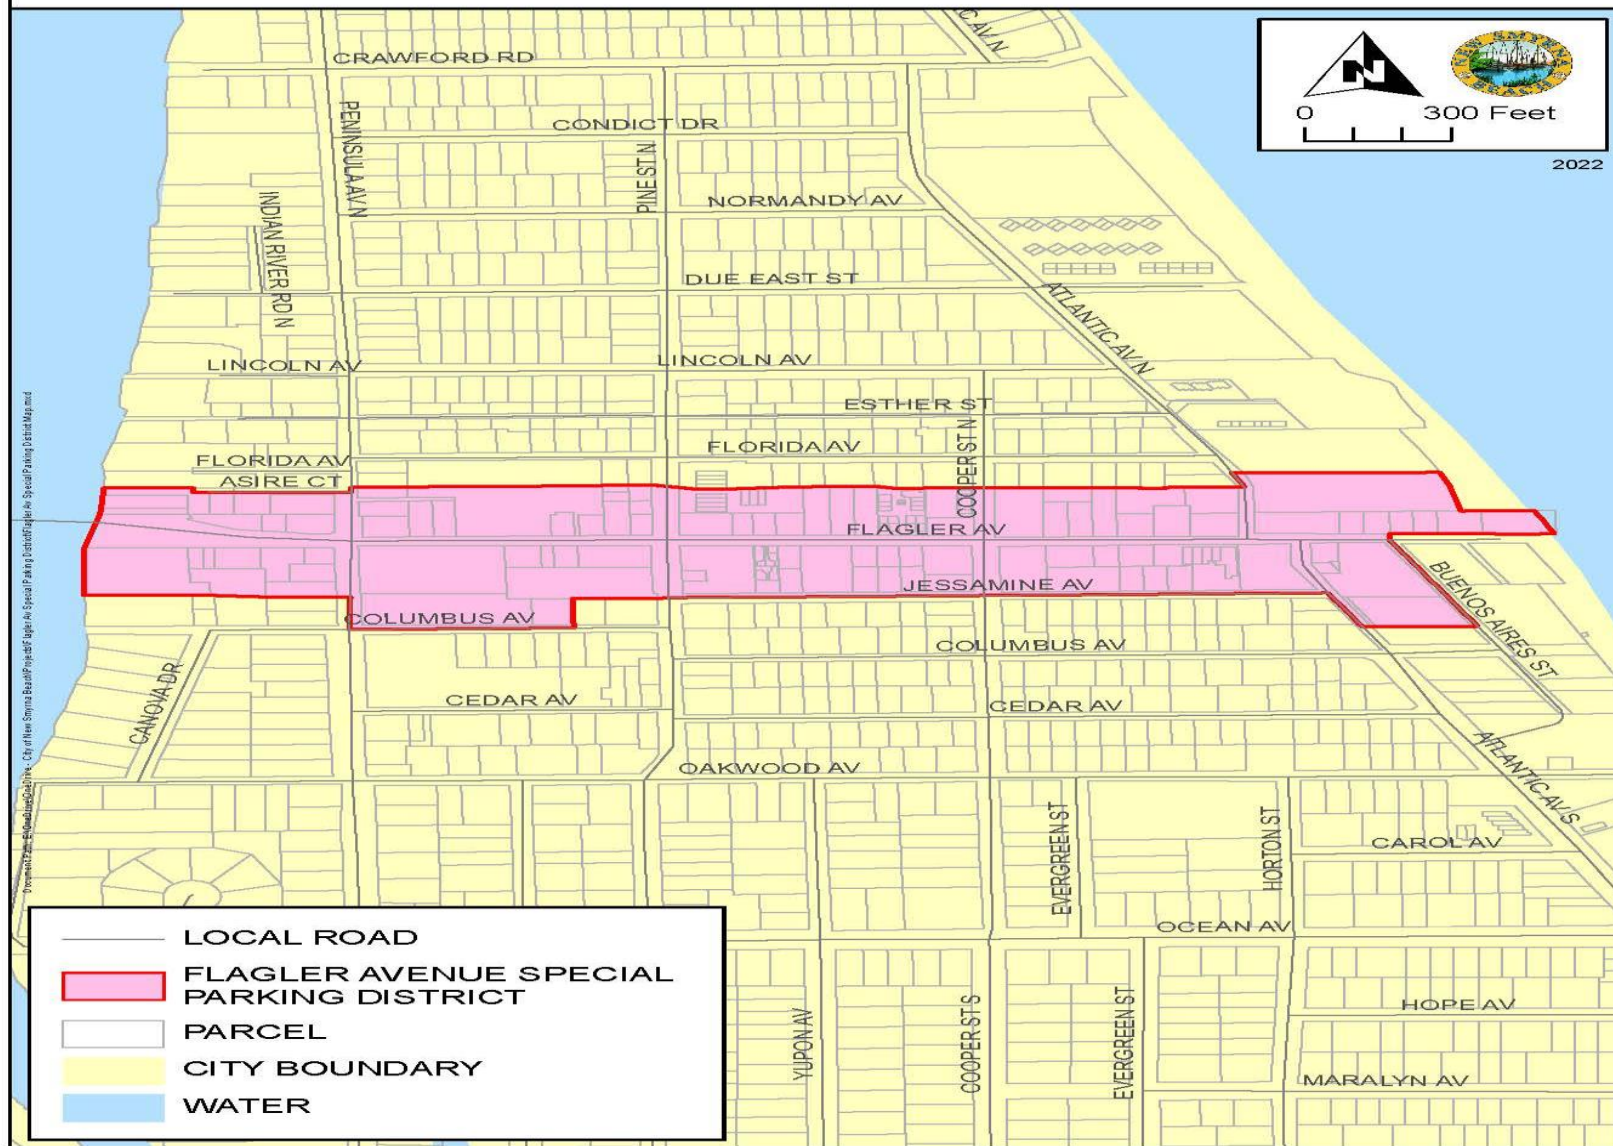 CRAWFORD RD
C AV N
PENINSULA AV N
CONDICT DR
PINE ST N
NORMANDY AV
INDIAN RIVER RD N
DUE EAST ST
ATLANTIC AV N
LINCOLN AV
LINCOLN AV
ESTHER ST
FLORIDA AV
COOPER ST N
FLORIDA AV
ASIRE CT
FLAGLER AV
JESSAMINE AV
BUENOS AIRES ST
COLUMBUS AV
COLUMBUS AV
CANOVA DR
CEDAR AV
CEDAR AV
ATLANTIC AV S
OAKWOOD AV
EVERGREEN ST
HORTON ST
CAROL AV
OCEAN AV
YUPON AV
COOPER ST S
EVERGREEN ST
HOPE AV
MARALYN AV
N
NEW SMYRNA
BEACH
0 300 Feet
2022
LOCAL ROAD
FLAGLER AVENUE SPECIAL
PARKING DISTRICT
PARCEL
CITY BOUNDARY
WATER